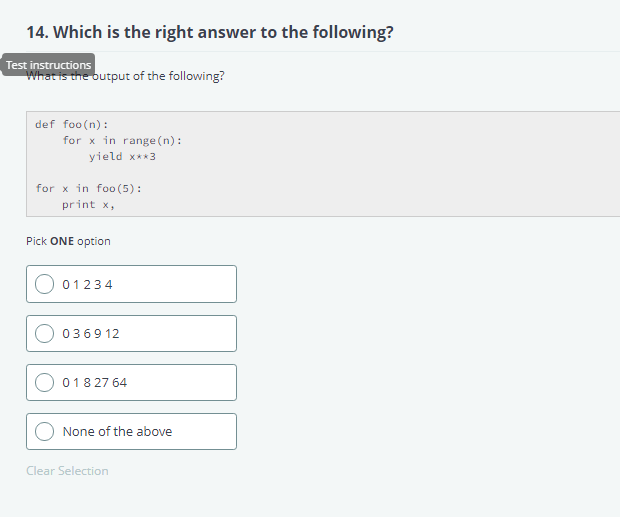 14. Which is the right answer to the following?
Test instructions
What is the output of the following?
def foo(n):
    for x in range(n):
        yield x**3

for x in foo(5):
    print x,
Pick ONE option
0 1 2 3 4
0 3 6 9 12
0 1 8 27 64
None of the above
Clear Selection